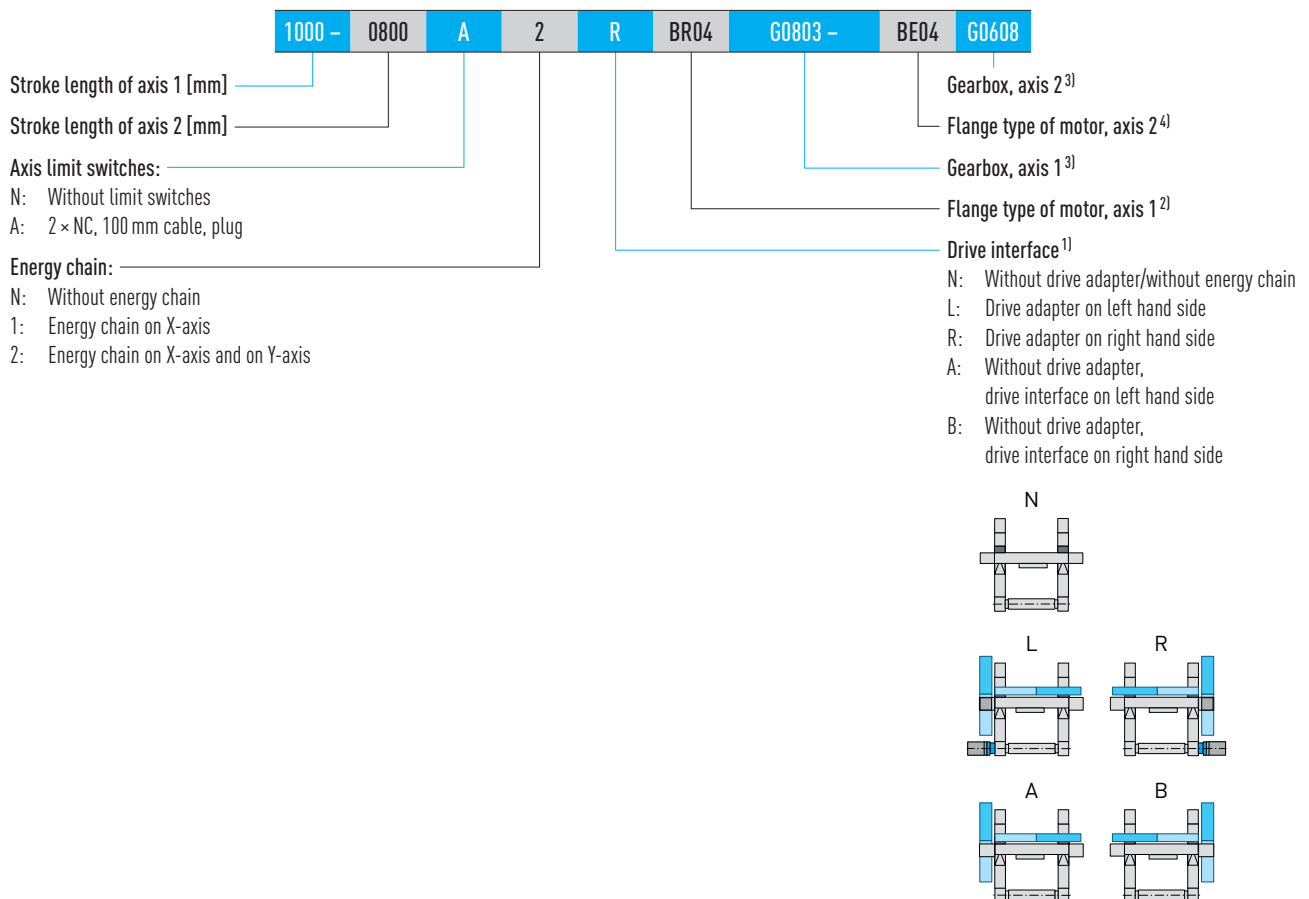 1000 – 0800 A 2 R BR04 G0803 – BE04 G0608
Stroke length of axis 1 [mm]
Stroke length of axis 2 [mm]
Axis limit switches:
N: Without limit switches
A: 2 × NC, 100 mm cable, plug
Energy chain:
N: Without energy chain
1: Energy chain on X-axis
2: Energy chain on X-axis and on Y-axis
Gearbox, axis 2 3)
Flange type of motor, axis 2 4)
Gearbox, axis 1 3)
Flange type of motor, axis 1 2)
Drive interface 1)
N: Without drive adapter/without energy chain
L: Drive adapter on left hand side
R: Drive adapter on right hand side
A: Without drive adapter,
drive interface on left hand side
B: Without drive adapter,
drive interface on right hand side
N
L R
A B